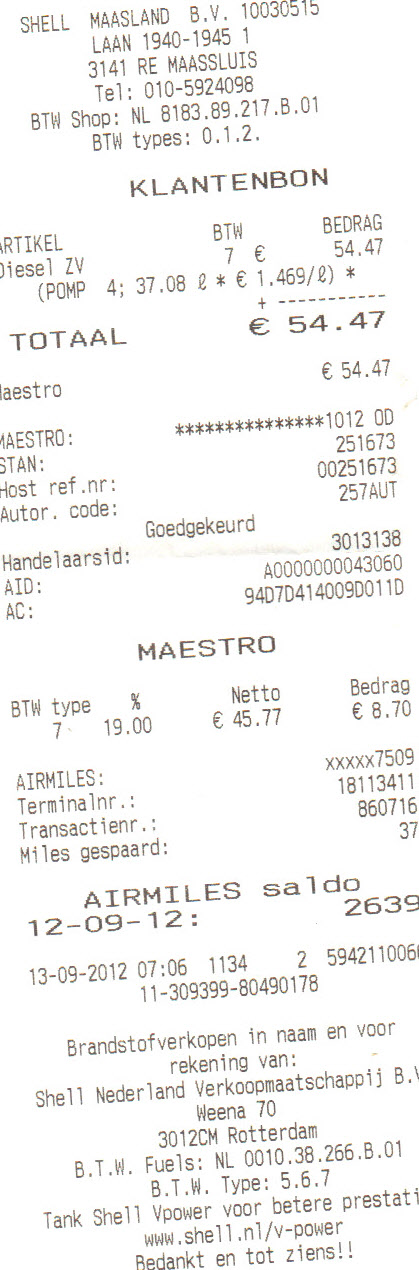 SHELL MAASLAND B.V. 10030515
LAAN 1940-1945 1
3141 RE MAASSLUIS
Tel: 010-5924098
BTW Shop: NL 8183.89.217.B.01
BTW types: 0.1.2.
KLANTENBON
ARTIKEL BTW BEDRAG
Diesel ZV 7 € 54.47
(POMP 4; 37.08 ℓ * € 1.469/ℓ) *
+ -----------
TOTAAL € 54.47
Maestro € 54.47
MAESTRO: ***************1012 OD
STAN: 251673
Host ref.nr: 00251673
Autor. code: 257AUT
Goedgekeurd
Handelaarsid: 3013138
AID: A0000000043060
AC: 94D7D414009D011D
MAESTRO
BTW type % Netto Bedrag
7 19.00 € 45.77 € 8.70
AIRMILES: xxxxx7509
Terminalnr.: 18113411
Transactienr.: 860716
Miles gespaard: 37
AIRMILES saldo
12-09-12: 2639
13-09-2012 07:06 1134 2 594211006
11-309399-80490178
Brandstofverkopen in naam en voor
rekening van:
Shell Nederland Verkoopmaatschappij B.V
Weena 70
3012CM Rotterdam
B.T.W. Fuels: NL 0010.38.266.B.01
B.T.W. Type: 5.6.7
Tank Shell Vpower voor betere prestati
www.shell.nl/v-power
Bedankt en tot ziens!!